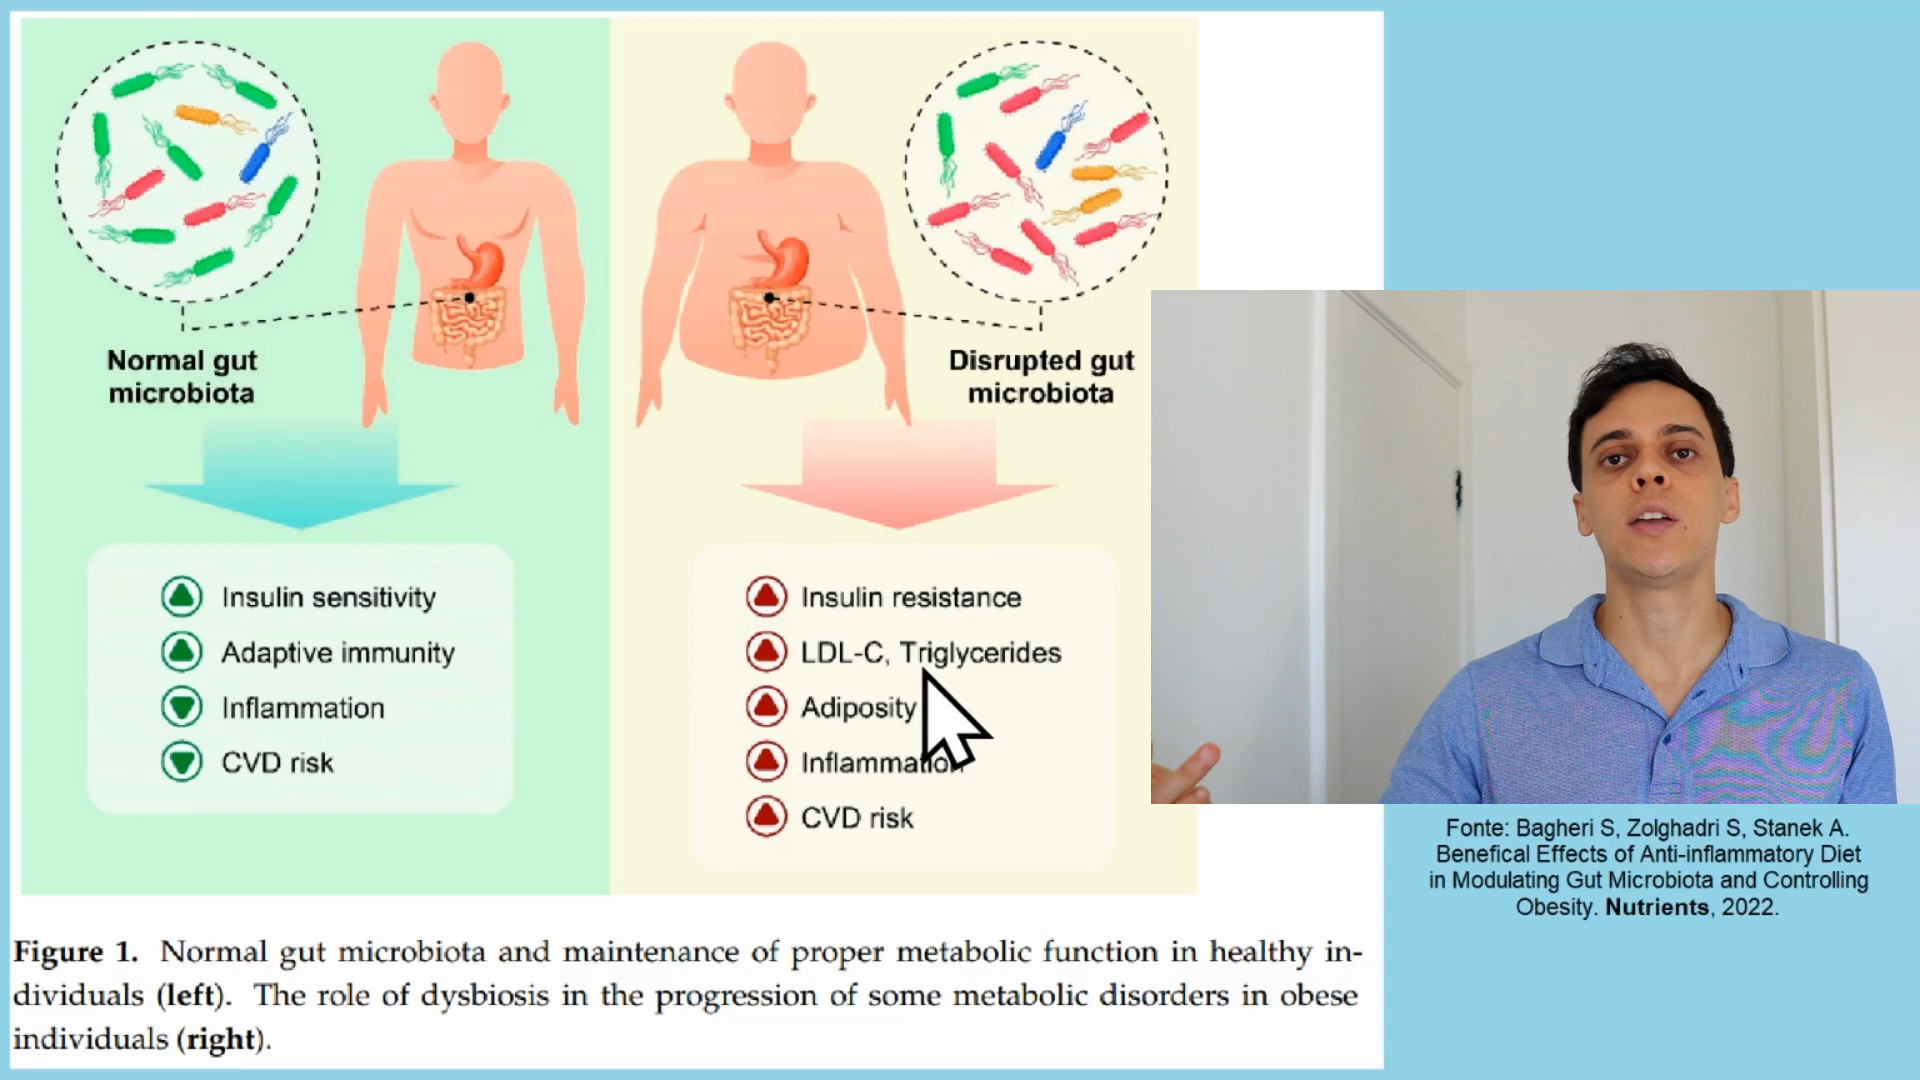 Normal gut
microbiota
Disrupted gut
microbiota
Insulin sensitivity
Adaptive immunity
Inflammation
CVD risk
Insulin resistance
LDL-C, Triglycerides
Adiposity
Inflammation
CVD risk
Fonte: Bagheri S, Zolghadri S, Stanek A.
Benefical Effects of Anti-inflammatory Diet
in Modulating Gut Microbiota and Controlling
Obesity. Nutrients, 2022.
Figure 1. Normal gut microbiota and maintenance of proper metabolic function in healthy in-
dividuals (left). The role of dysbiosis in the progression of some metabolic disorders in obese
individuals (right).